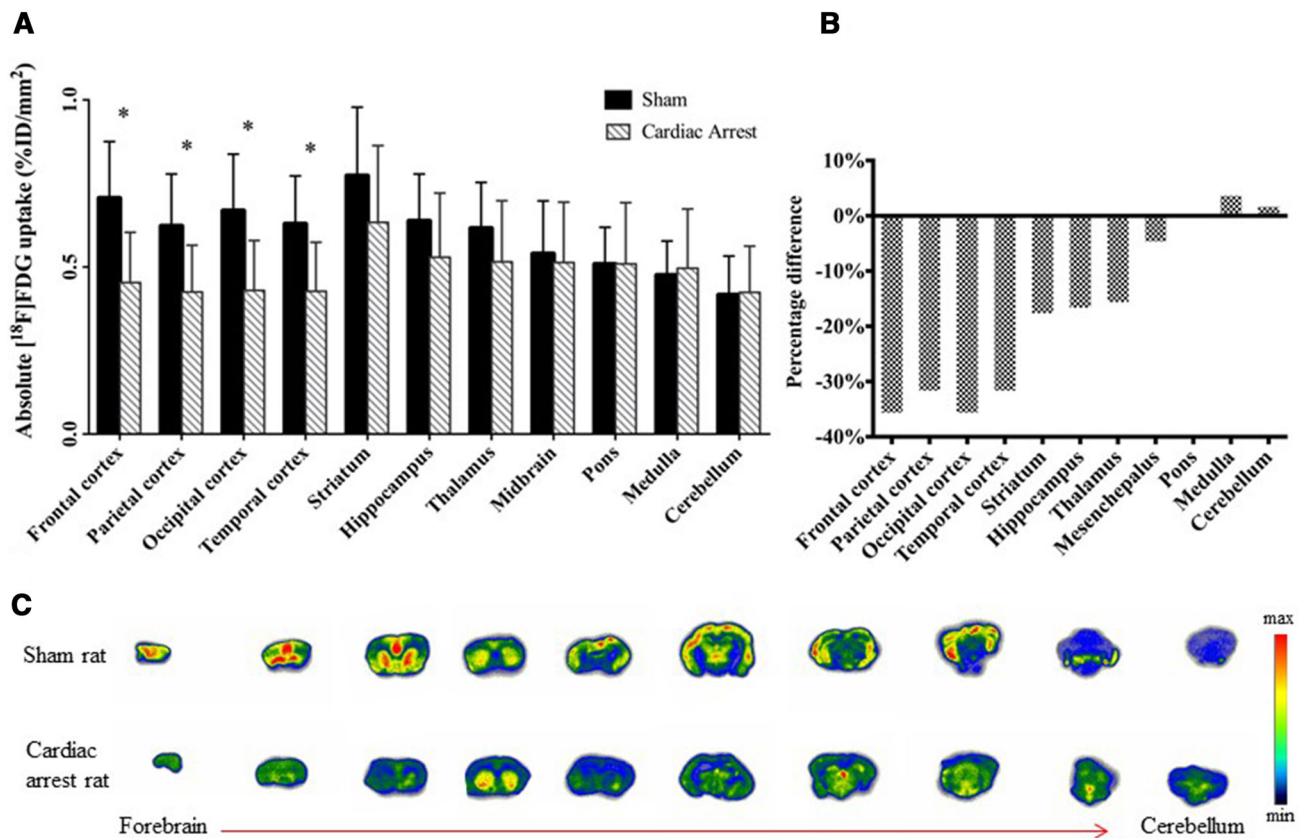 A
Absolute [18F]FDG uptake (%ID/mm2)
1.0
0.5
0.0
*
*
*
*
Sham
Cardiac Arrest
Frontal cortex
Parietal cortex
Occipital cortex
Temporal cortex
Striatum
Hippocampus
Thalamus
Midbrain
Pons
Medulla
Cerebellum
B
Percentage difference
10%
0%
-10%
-20%
-30%
-40%
Frontal cortex
Parietal cortex
Occipital cortex
Temporal cortex
Striatum
Hippocampus
Thalamus
Mesenchepalus
Pons
Medulla
Cerebellum
C
Sham rat
Cardiac
arrest rat
Forebrain
Cerebellum
max
min